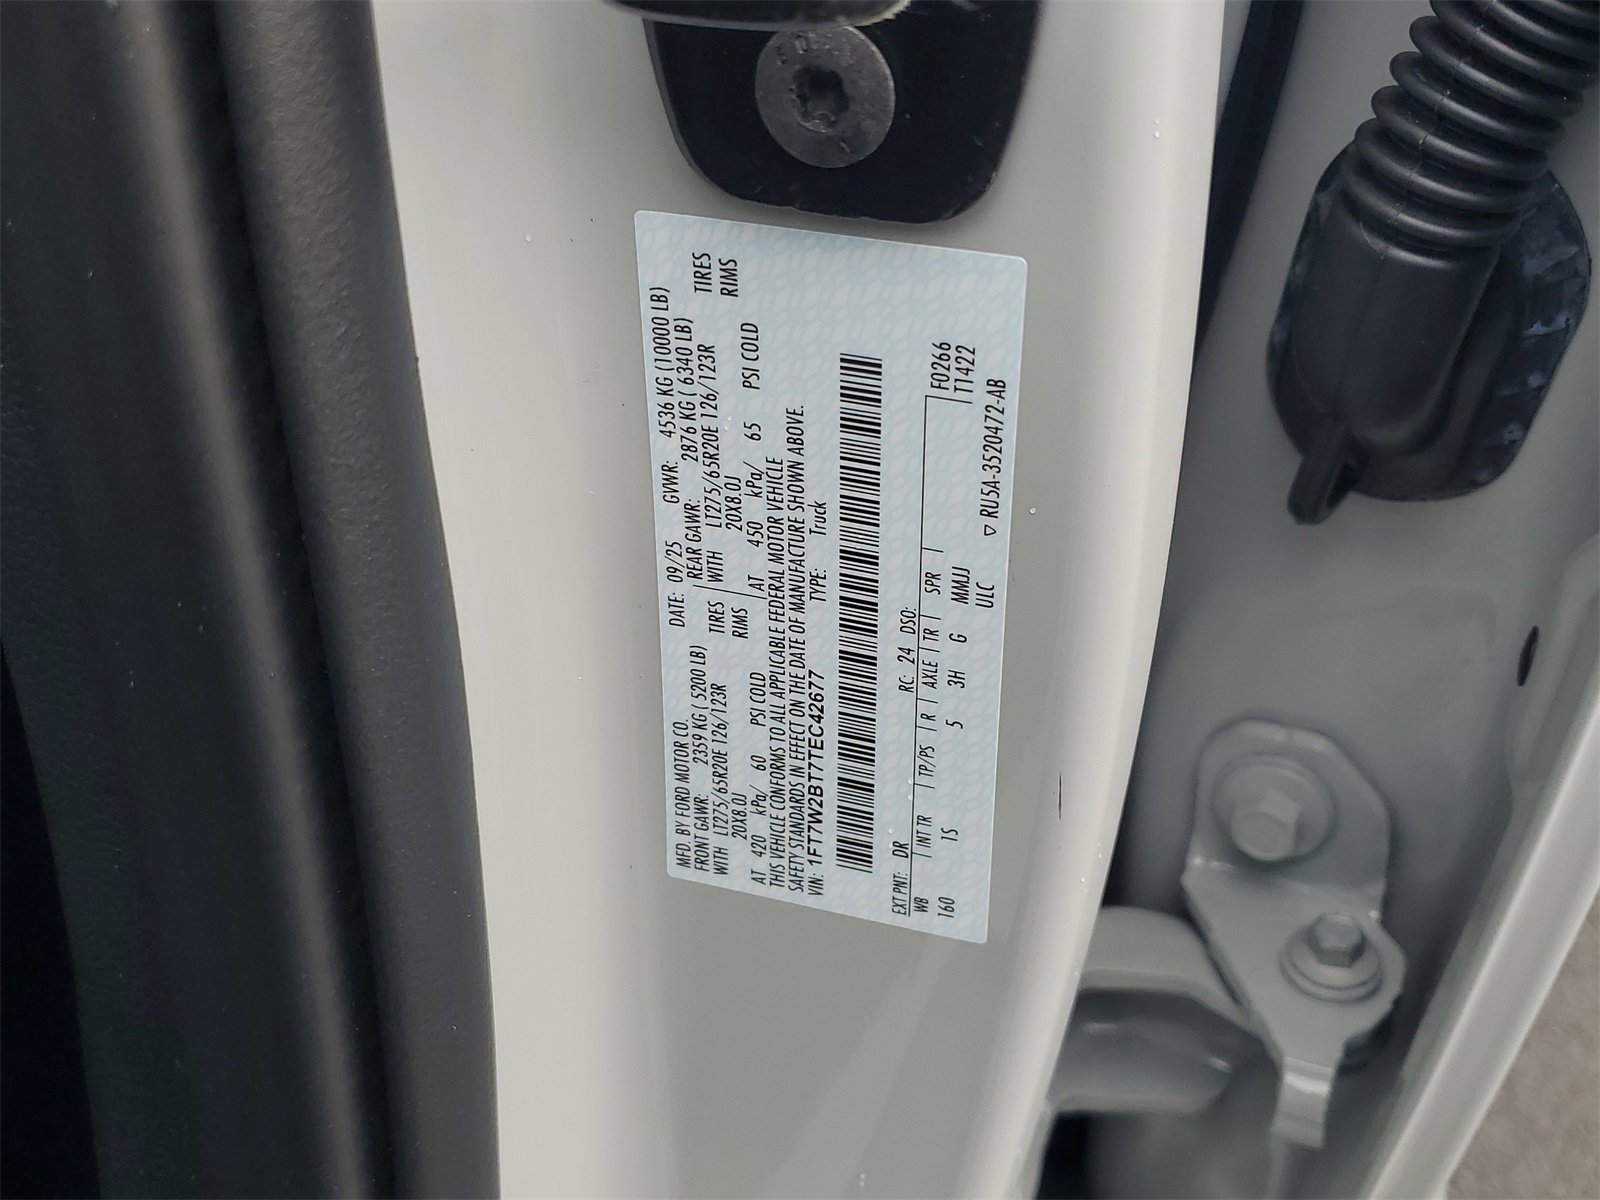 MFD. BY FORD MOTOR CO.
DATE: 09/25 GVWR: 4536 KG (10000 LB)
FRONT GAWR: 2359 KG ( 5200 LB) REAR GAWR: 2876 KG ( 6340 LB)
WITH LT275/65R20E 126/123R TIRES WITH LT275/65R20E 126/123R TIRES
20X8.0J RIMS 20X8.0J RIMS
AT 420 kPa/ 60 PSI COLD AT 450 kPa/ 65 PSI COLD
THIS VEHICLE CONFORMS TO ALL APPLICABLE FEDERAL MOTOR VEHICLE
SAFETY STANDARDS IN EFFECT ON THE DATE OF MANUFACTURE SHOWN ABOVE.
VIN: 1FT7W2BT7TEC42677 TYPE: Truck
EXT PNT: DR RC: 24 DSO: F0266
WB INT TR TP/PS R AXLE TR SPR T1422
160 1S 5 3H G MMJJ
ULC ▽ RU5A-3520472-AB